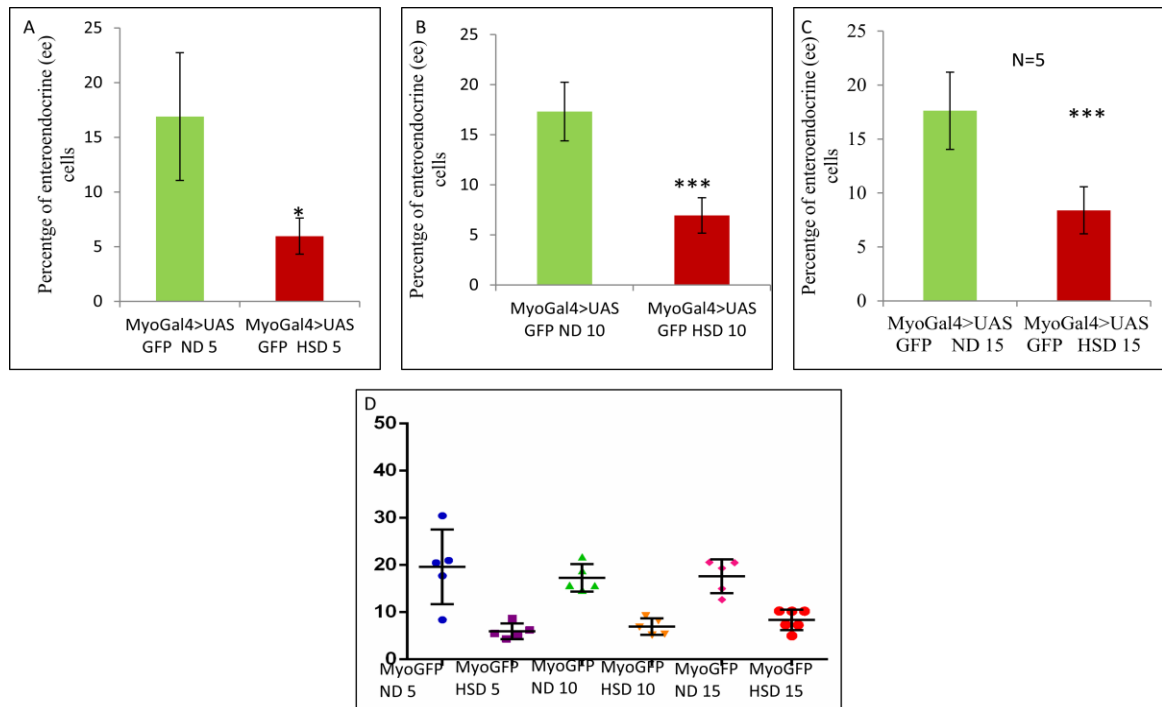 A
Percentge of enteroendocrine (ee)
cells
25
20
15
10
5
0
*
MyoGal4>UAS
GFP ND 5
MyoGal4>UAS
GFP HSD 5
B
Percentge of enteroendocrine (ee)
cells
25
20
15
10
5
0
***
MyoGal4>UAS
GFP ND 10
MyoGal4>UAS
GFP HSD 10
C
Percentge of enteroendocrine (ee)
cells
25
20
15
10
5
0
N=5
***
MyoGal4>UAS
GFP ND 15
MyoGal4>UAS
GFP HSD 15
D
50
40
30
20
10
0
MyoGFP
ND 5
MyoGFP
HSD 5
MyoGFP
ND 10
MyoGFP
HSD 10
MyoGFP
ND 15
MyoGFP
HSD 15